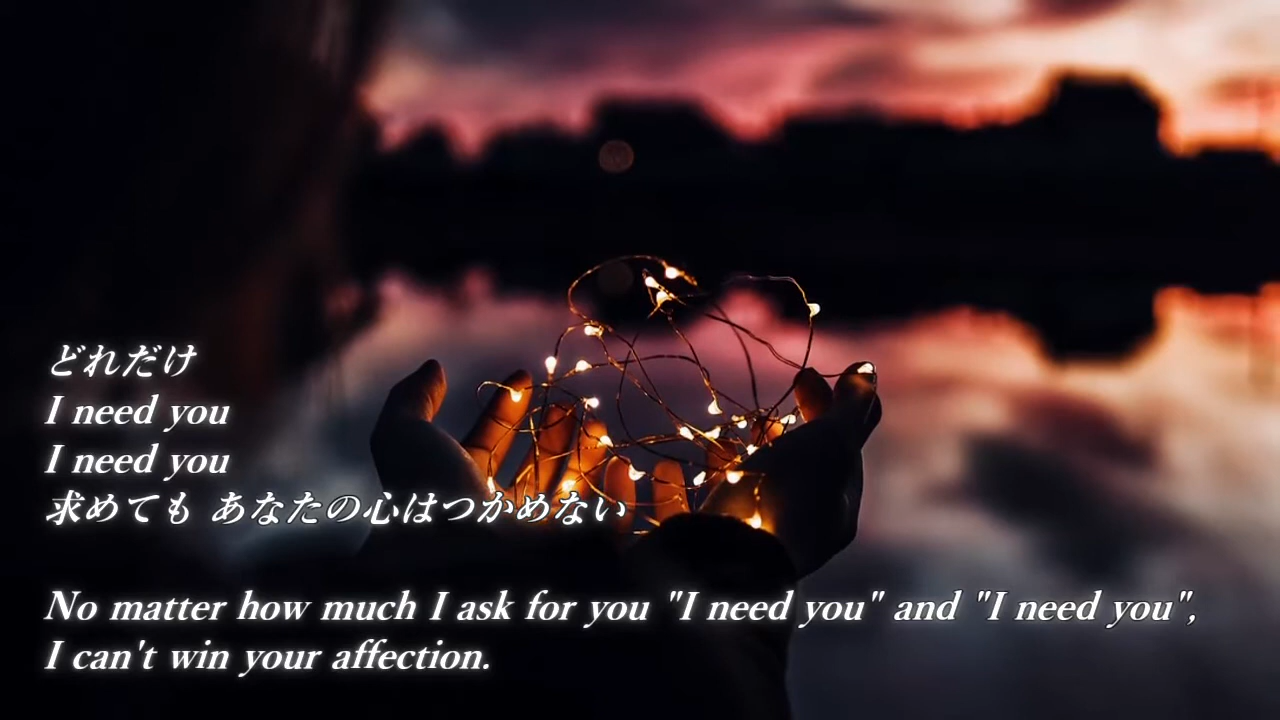 どれだけ
I need you
I need you
求めても あなたの心はつかめない
No matter how much I ask for you "I need you" and "I need you",
I can't win your affection.